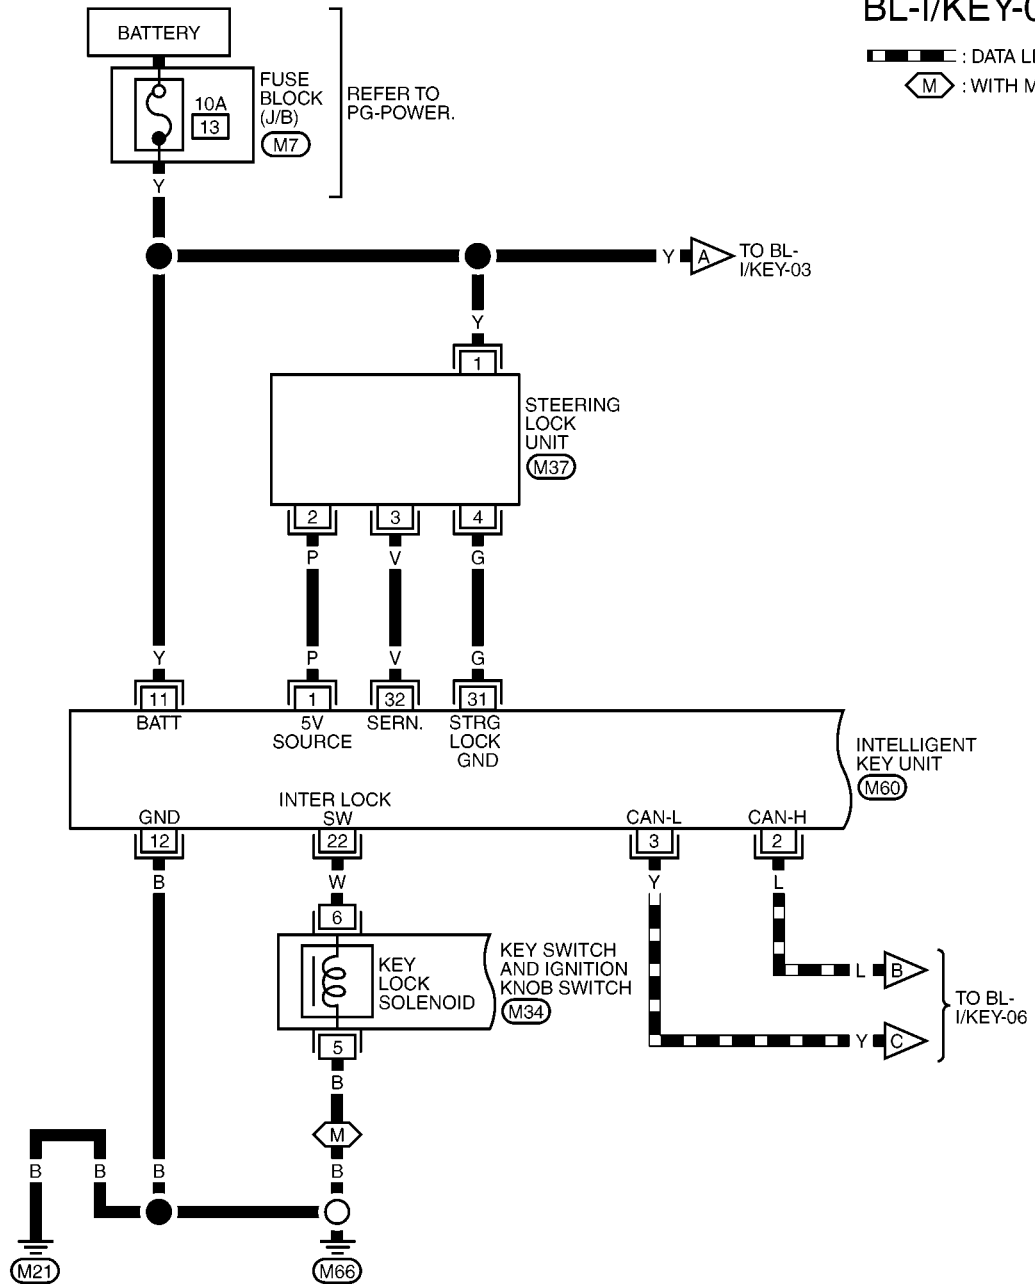 BL-I/KEY-0
BATTERY
: DATA LI
M : WITH M
FUSE
BLOCK
(J/B)
M7
10A
13
REFER TO
PG-POWER.
Y
Y A TO BL-
I/KEY-03
Y
1
STEERING
LOCK
UNIT
M37
2 3 4
P V G
Y P V G
11 1 32 31
BATT
5V
SOURCE
SERN.
STRG
LOCK
GND
INTELLIGENT
KEY UNIT
M60
GND
INTER LOCK
SW
CAN-L CAN-H
12 22 3 2
B W Y L
6
KEY
LOCK
SOLENOID
KEY SWITCH
AND IGNITION
KNOB SWITCH
M34
L B
Y C
TO BL-
I/KEY-06
5
B
M
B B B B
M21 M66